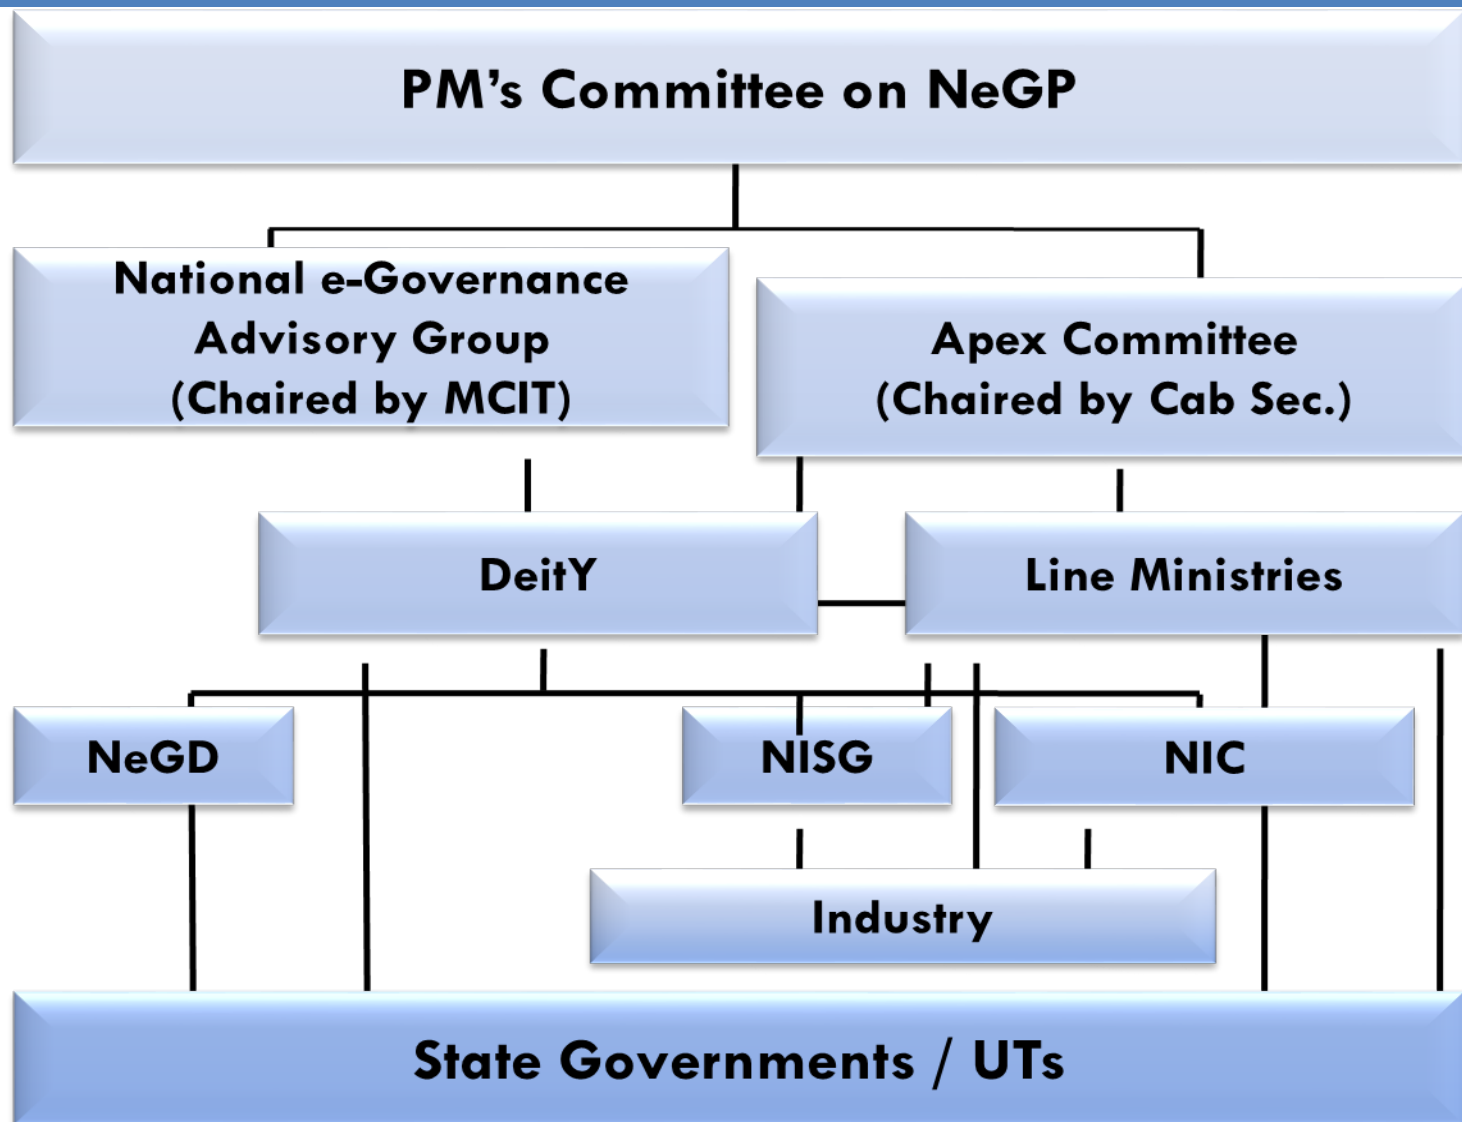 PM’s Committee on NeGP
National e-Governance
Advisory Group
(Chaired by MCIT)
Apex Committee
(Chaired by Cab Sec.)
DeitY
Line Ministries
NeGD
NISG
NIC
Industry
State Governments / UTs